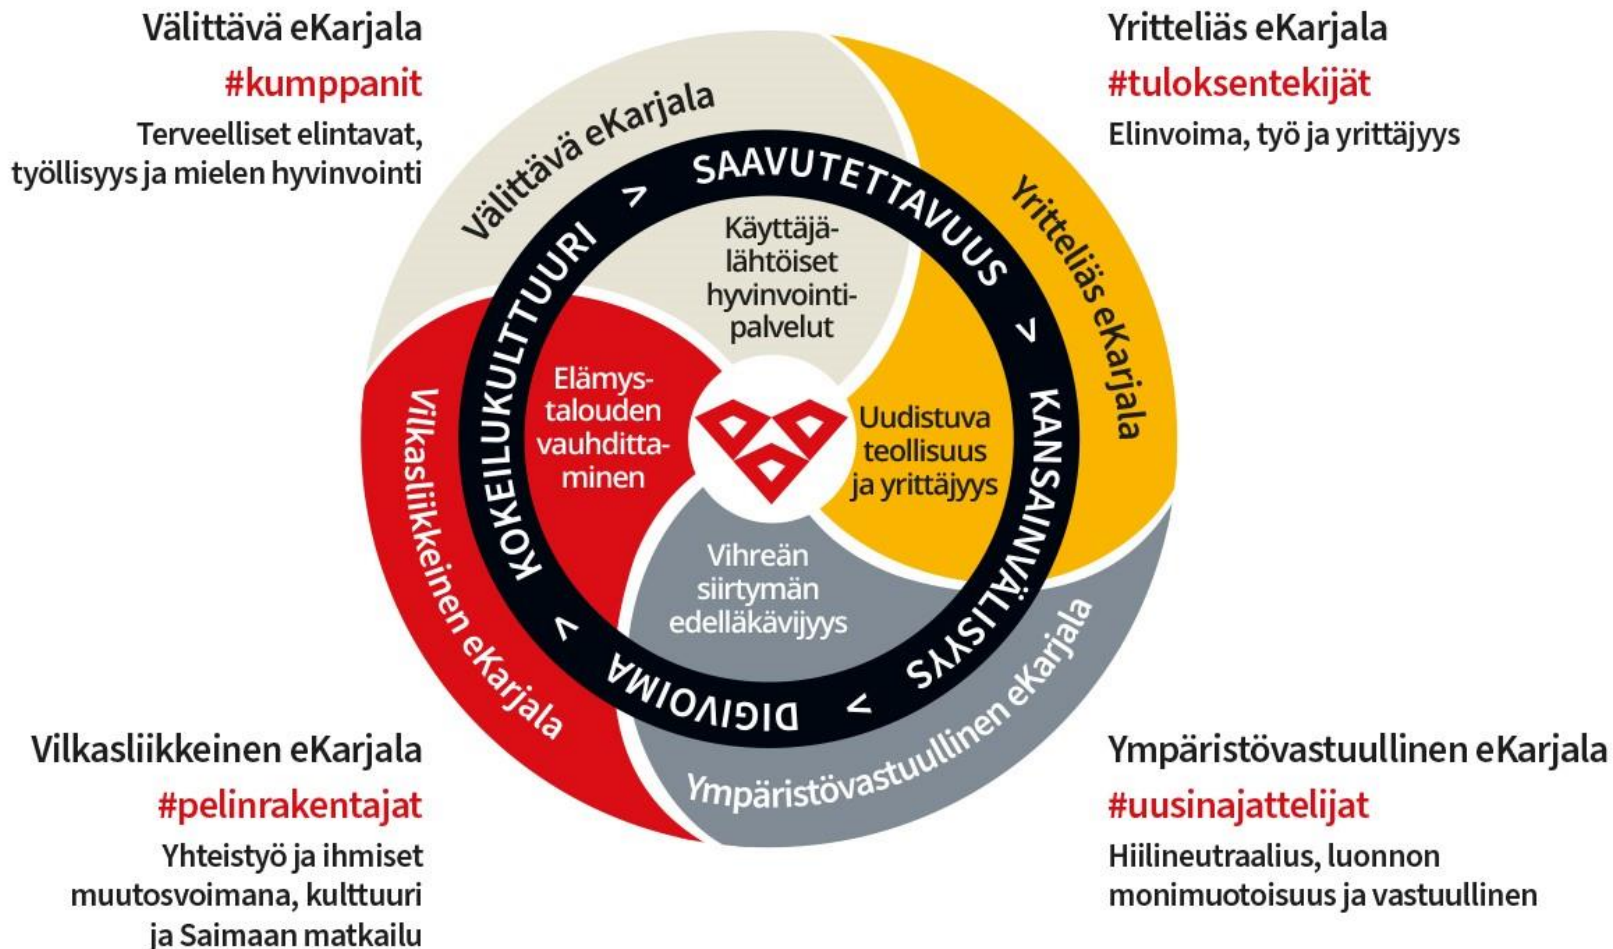 Välittävä eKarjala
#kumppanit
Terveelliset elintavat,
työllisyys ja mielen hyvinvointi
Yritteliäs eKarjala
#tuloksentekijät
Elinvoima, työ ja yrittäjyys
Välittävä eKarjala
Yritteliäs eKarjala
Ympäristövastuullinen eKarjala
Vilkasliikkeinen eKarjala
SAAVUTETTAVUUS > KANSAINVÄLISYYS > DIGIVOIMA > KOKEILUKULTTUURI >
Käyttäjä-
lähtöiset
hyvinvointi-
palvelut
Elämys-
talouden
vauhditta-
minen
Uudistuva
teollisuus
ja yrittäjyys
Vihreän
siirtymän
edelläkävijyys
Vilkasliikkeinen eKarjala
#pelinrakentajat
Yhteistyö ja ihmiset
muutosvoimana, kulttuuri
ja Saimaan matkailu
Ympäristövastuullinen eKarjala
#uusinajattelijat
Hiilineutraalius, luonnon
monimuotoisuus ja vastuullinen